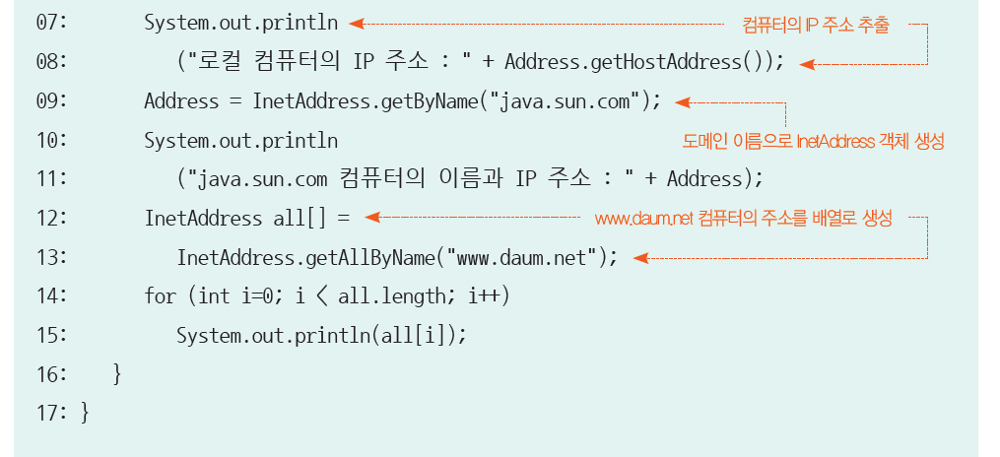 07: System.out.println 컴퓨터의 IP 주소 추출
08: ("로컬 컴퓨터의 IP 주소 : " + Address.getHostAddress());
09: Address = InetAddress.getByName("java.sun.com");
10: System.out.println 도메인 이름으로 InetAddress 객체 생성
11: ("java.sun.com 컴퓨터의 이름과 IP 주소 : " + Address);
12: InetAddress all[] = www.daum.net 컴퓨터의 주소를 배열로 생성
13: InetAddress.getAllByName("www.daum.net");
14: for (int i=0; i < all.length; i++)
15: System.out.println(all[i]);
16: }
17: }